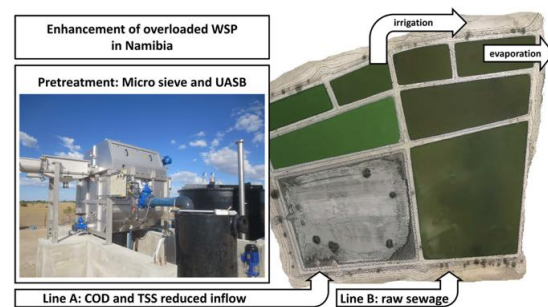 Enhancement of overloaded WSP
in Namibia
Pretreatment: Micro sieve and UASB
irrigation
evaporation
Line A: COD and TSS reduced inflow
Line B: raw sewage